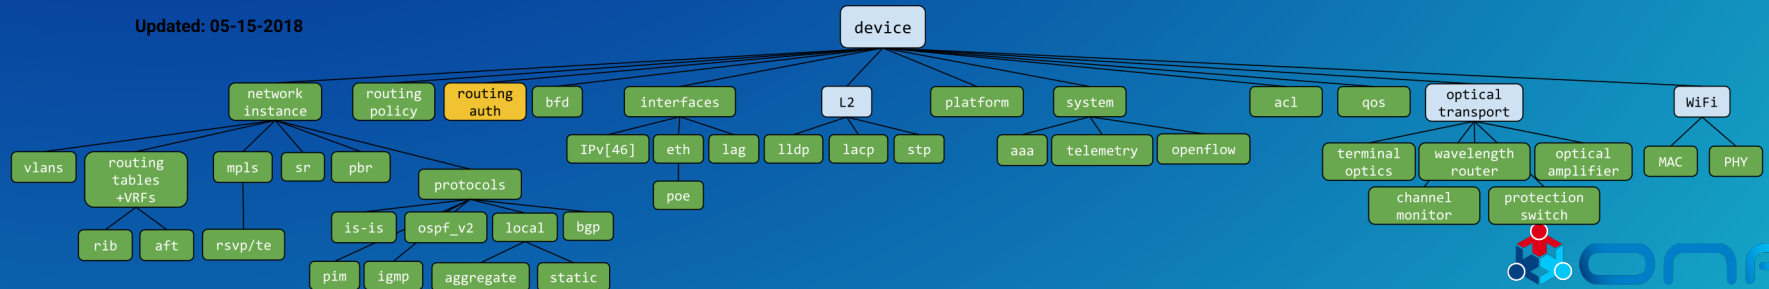 Updated: 05-15-2018
device
network
instance
routing
policy
routing
auth
bfd
interfaces
L2
platform
system
acl
qos
optical
transport
WiFi
vlans
routing
tables
+VRFs
mpls
sr
pbr
protocols
IPv[46]
eth
lag
lldp
lacp
stp
aaa
telemetry
openflow
terminal
optics
wavelength
router
optical
amplifier
MAC
PHY
poe
channel
monitor
protection
switch
rib
aft
rsvp/te
is-is
ospf_v2
local
bgp
pim
igmp
aggregate
static